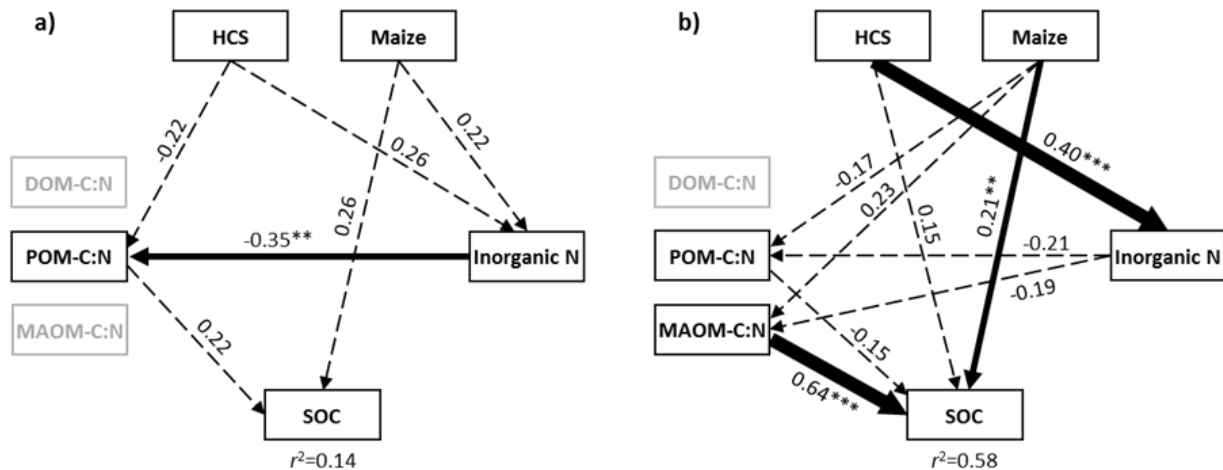 a)
HCS
Maize
-0.22
0.26
0.22
0.26
DOM-C:N
POM-C:N
-0.35**
Inorganic N
MAOM-C:N
0.22
SOC
r²=0.14
b)
HCS
Maize
0.40***
-0.17
0.23
0.15
0.21**
DOM-C:N
POM-C:N
-0.21
Inorganic N
-0.19
MAOM-C:N
-0.15
0.64***
SOC
r²=0.58